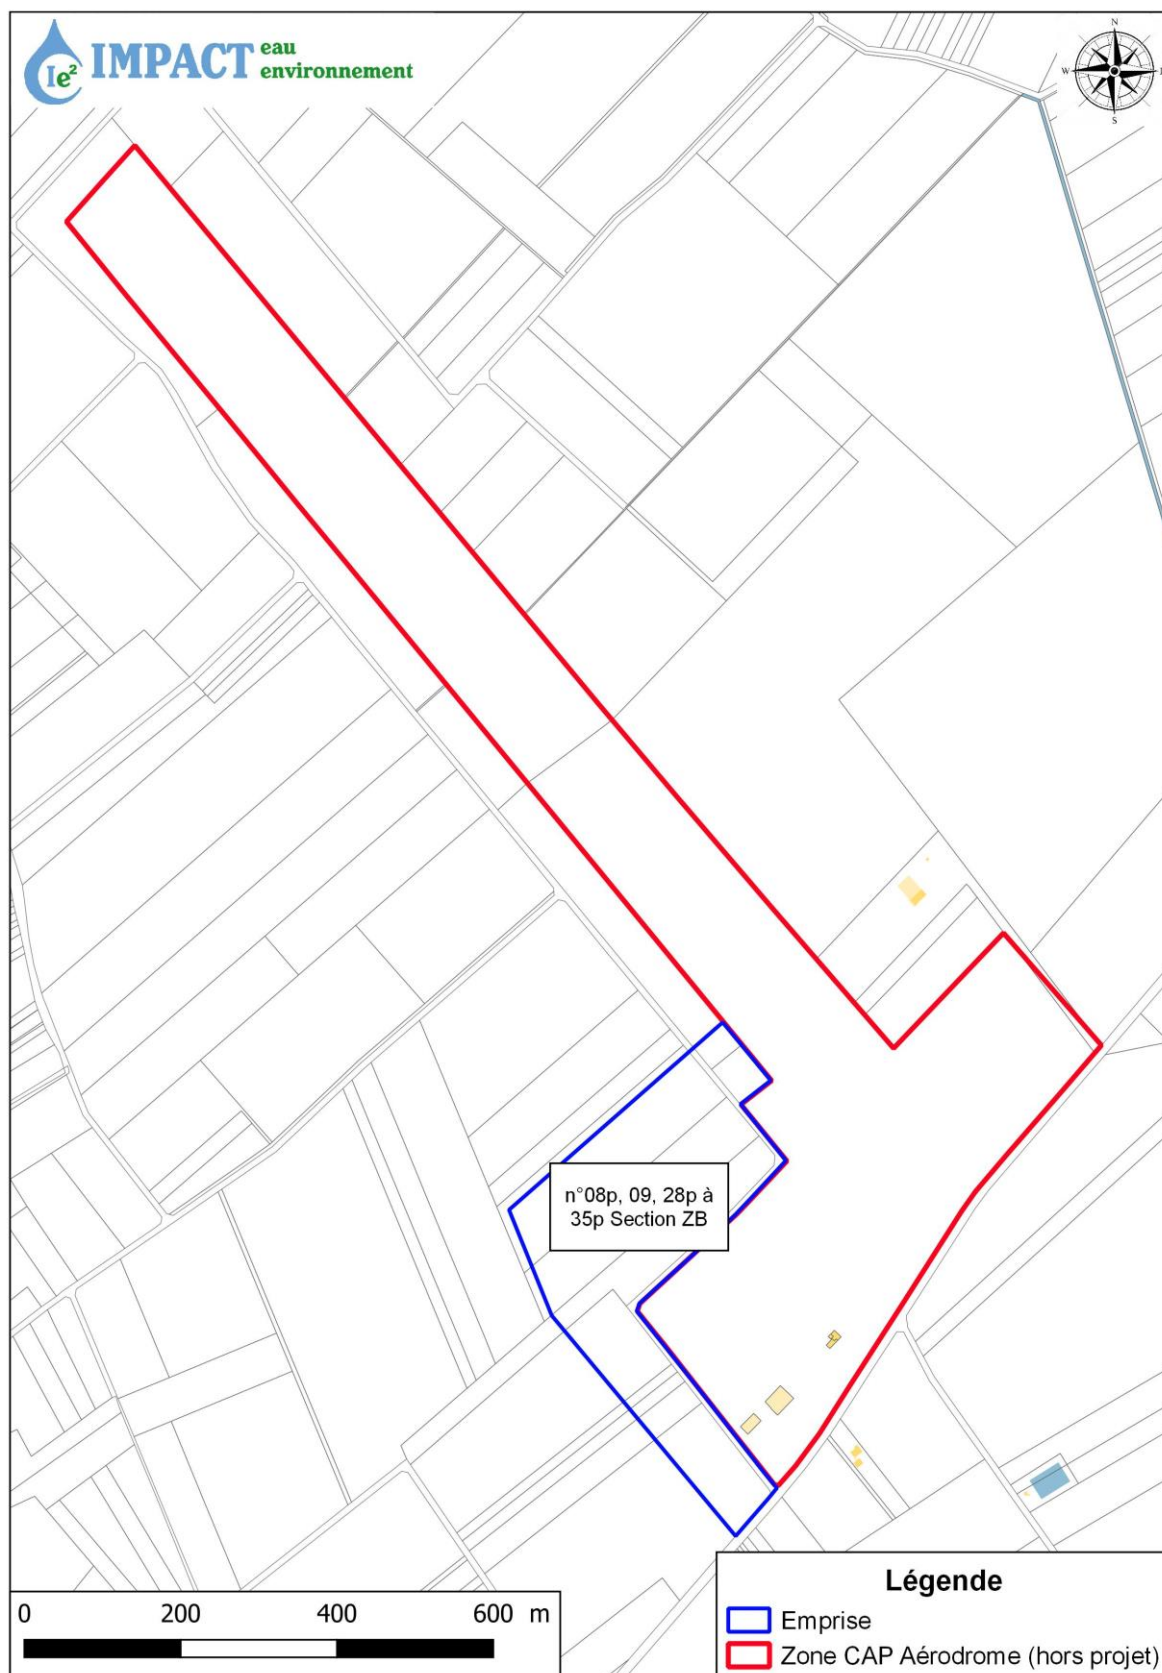 Ie²
IMPACT eau
environnement
N
W
S
n°08p, 09, 28p à
35p Section ZB
0 200 400 600 m
Légende
Emprise
Zone CAP Aérodrome (hors projet)